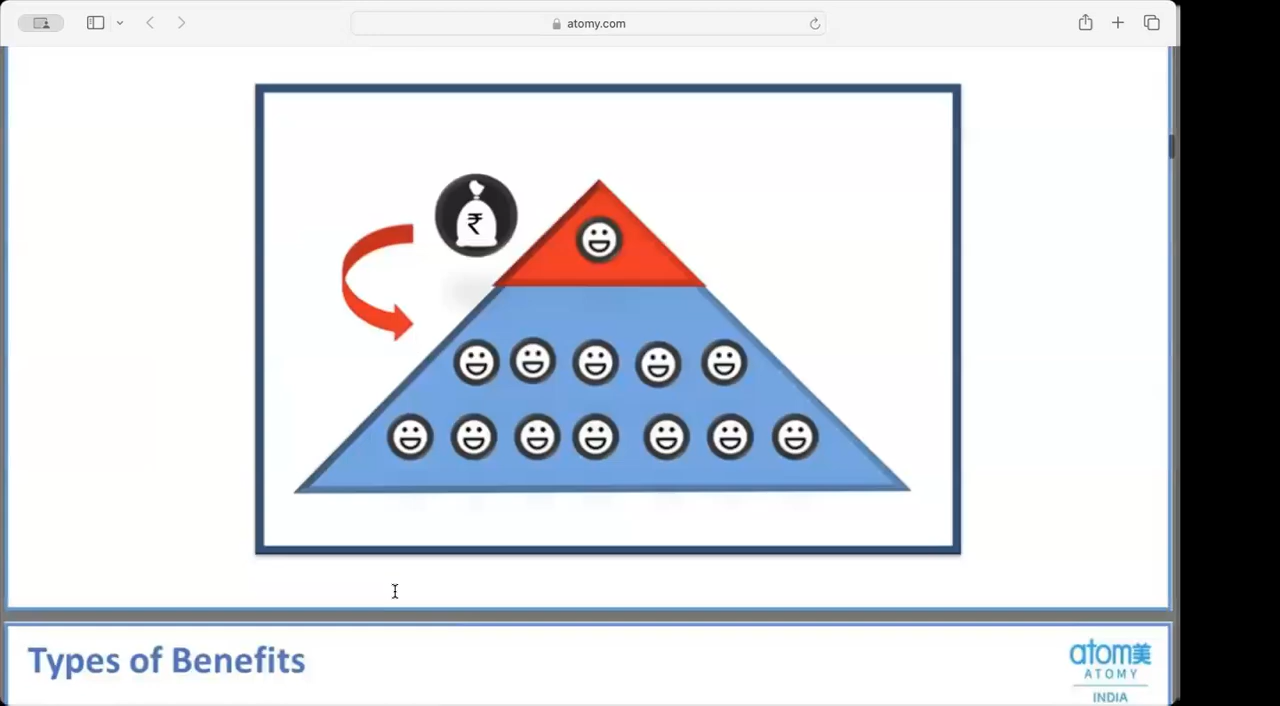 atomy.com
₹
Types of Benefits
atom美
ATOMY
INDIA